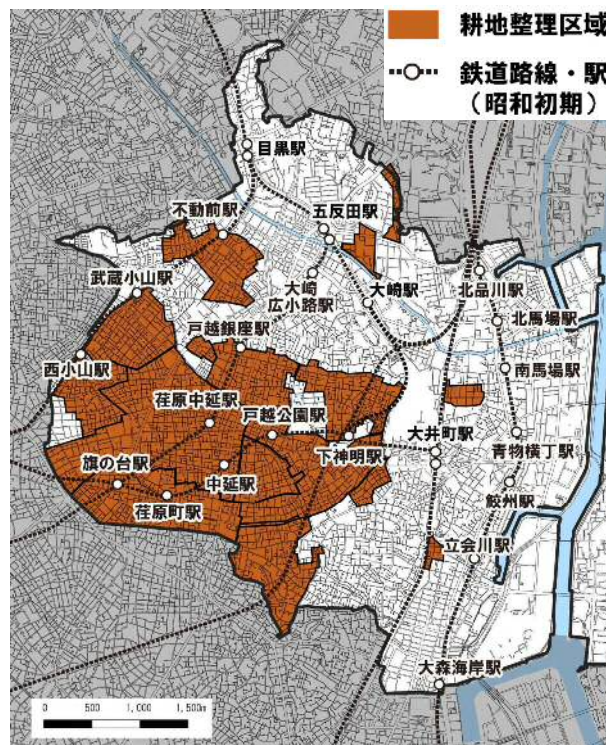 耕地整理区域
鉄道路線・駅
（昭和初期）
目黒駅
不動前駅
五反田駅
武蔵小山駅
大崎
広小路駅
大崎駅
北品川駅
戸越銀座駅
北馬場駅
西小山駅
南馬場駅
荏原中延駅
戸越公園駅
大井町駅
下神明駅
青物横丁駅
旗の台駅
中延駅
荏原町駅
鮫州駅
立会川駅
大森海岸駅
0 500 1,000 1,500m